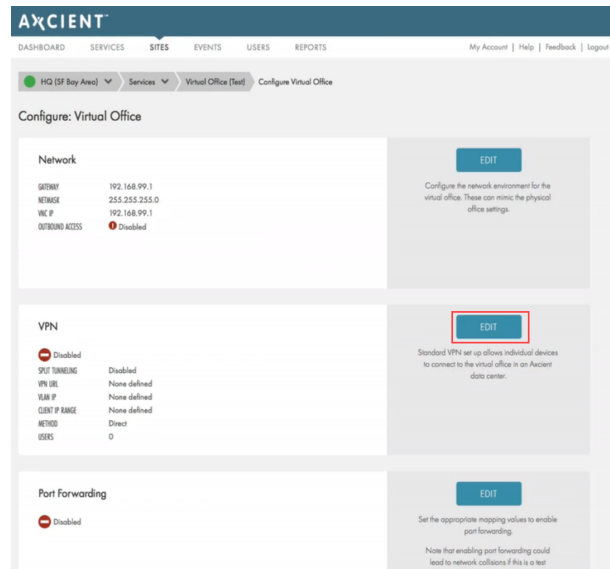 AXCIENT
DASHBOARD SERVICES SITES EVENTS USERS REPORTS My Account | Help | Feedback | Logout
HQ (SF Bay Area) Services Virtual Office (Test) Configure Virtual Office
Configure: Virtual Office
Network
EDIT
GATEWAY 192.168.99.1
NETMASK 255.255.255.0
VNC IP 192.168.99.1
OUTBOUND ACCESS Disabled
Configure the network environment for the
virtual office. These can mimic the physical
office settings.
VPN
EDIT
Disabled
SPLIT TUNNELING Disabled
VPN URL None defined
VLAN IP None defined
CLIENT IP RANGE None defined
METHOD Direct
USERS 0
Standard VPN set up allows individual devices
to connect to the virtual office in an Axcient
data center.
Port Forwarding
EDIT
Disabled
Set the appropriate mapping values to enable
port forwarding.
Note that enabling port forwarding could
lead to network collisions if this is a test